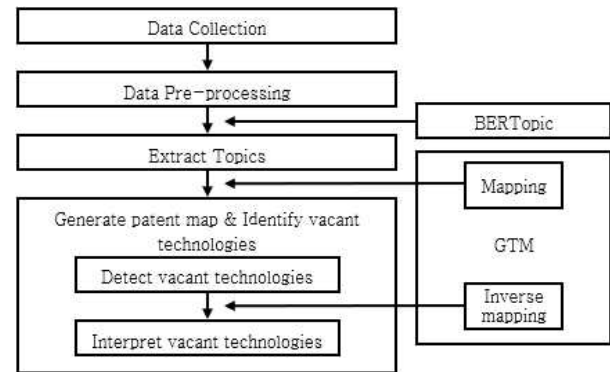 Data Collection
Data Pre-processing
BERTopic
Extract Topics
Mapping
Generate patent map & Identify vacant
technologies
GTM
Detect vacant technologies
Inverse
mapping
Interpret vacant technologies